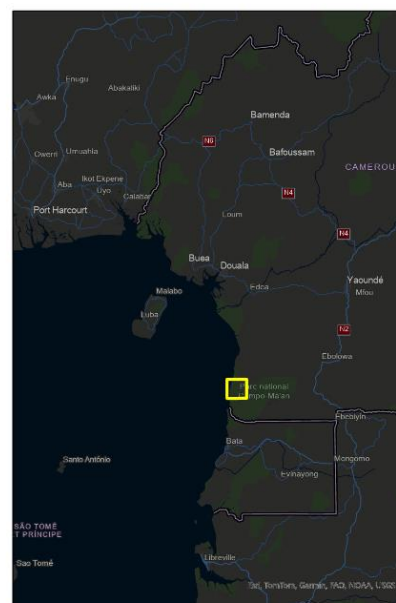 Enugu
Awka
Abakaliki
Bamenda
N6
Owerri
Umuahia
Bafoussam
CAMEROU
Ikot Ekpene
Aba
Uyo
Calabar
N4
Port Harcourt
Loum
N4
Buea
Douala
Yaoundé
Malabo
Edea
Mfou
Luba
N2
Ebolowa
Parc national
Campo Ma'an
Ebebiyin
Bata
Santo António
Evinayong
Mongomo
SÃO TOMÉ
T PRÍNCIPE
Libreville
Sao Tomé
Esri, TomTom, Garmin, FAO, NOAA, USGS